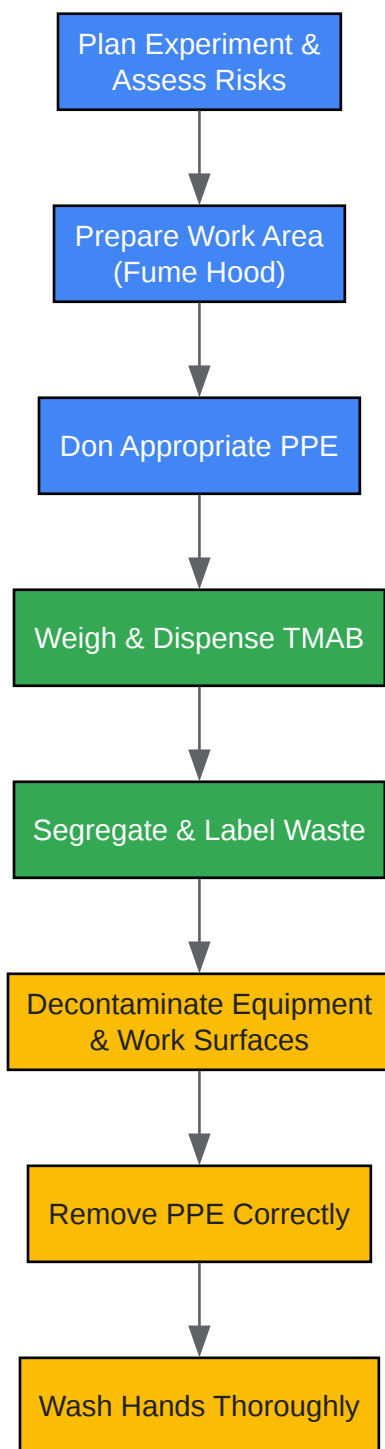 Plan Experiment &
Assess Risks
Prepare Work Area
(Fume Hood)
Don Appropriate PPE
Weigh & Dispense TMAB
Segregate & Label Waste
Decontaminate Equipment
& Work Surfaces
Remove PPE Correctly
Wash Hands Thoroughly